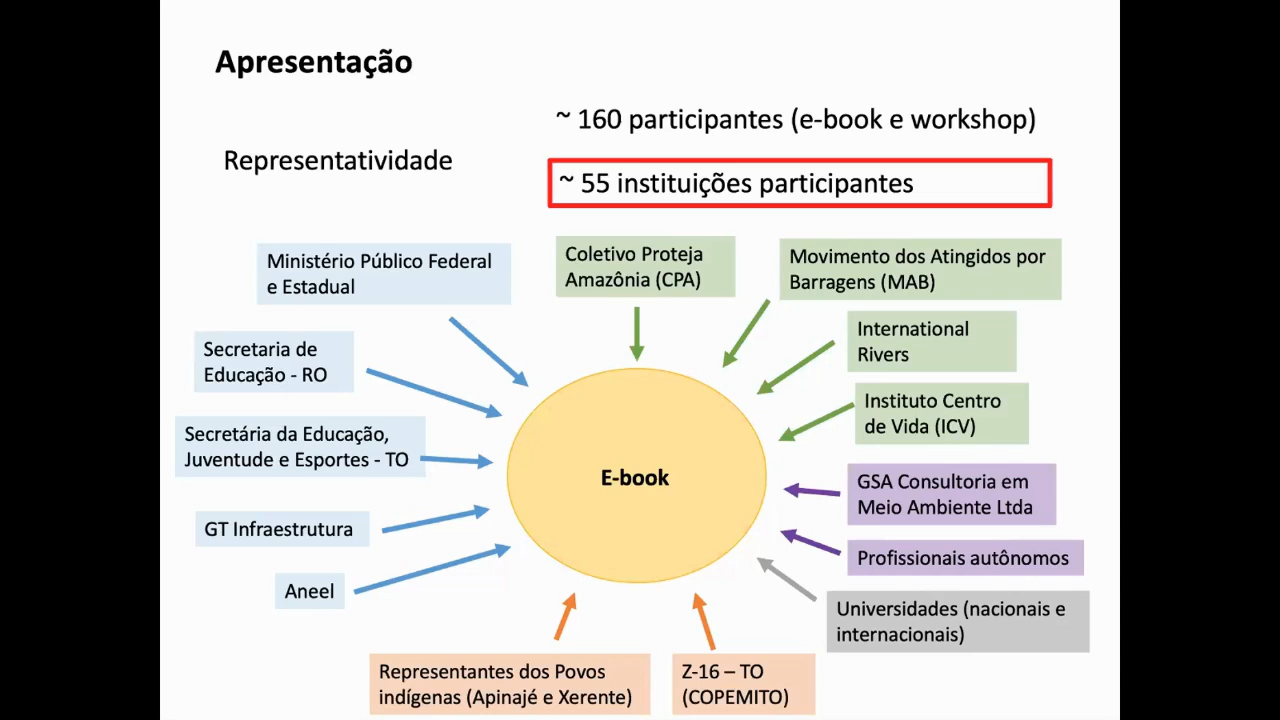 Apresentação
~ 160 participantes (e-book e workshop)
Representatividade
~ 55 instituições participantes
Ministério Público Federal
e Estadual
Coletivo Proteja
Amazônia (CPA)
Movimento dos Atingidos por
Barragens (MAB)
International
Rivers
Secretaria de
Educação - RO
Instituto Centro
de Vida (ICV)
Secretária da Educação,
Juventude e Esportes - TO
E-book
GSA Consultoria em
Meio Ambiente Ltda
GT Infraestrutura
Profissionais autônomos
Aneel
Universidades (nacionais e
internacionais)
Representantes dos Povos
indígenas (Apinajé e Xerente)
Z-16 – TO
(COPEMITO)